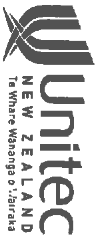 unitec
NEW ZEALAND
Te Whare Wānanga o Wairaka